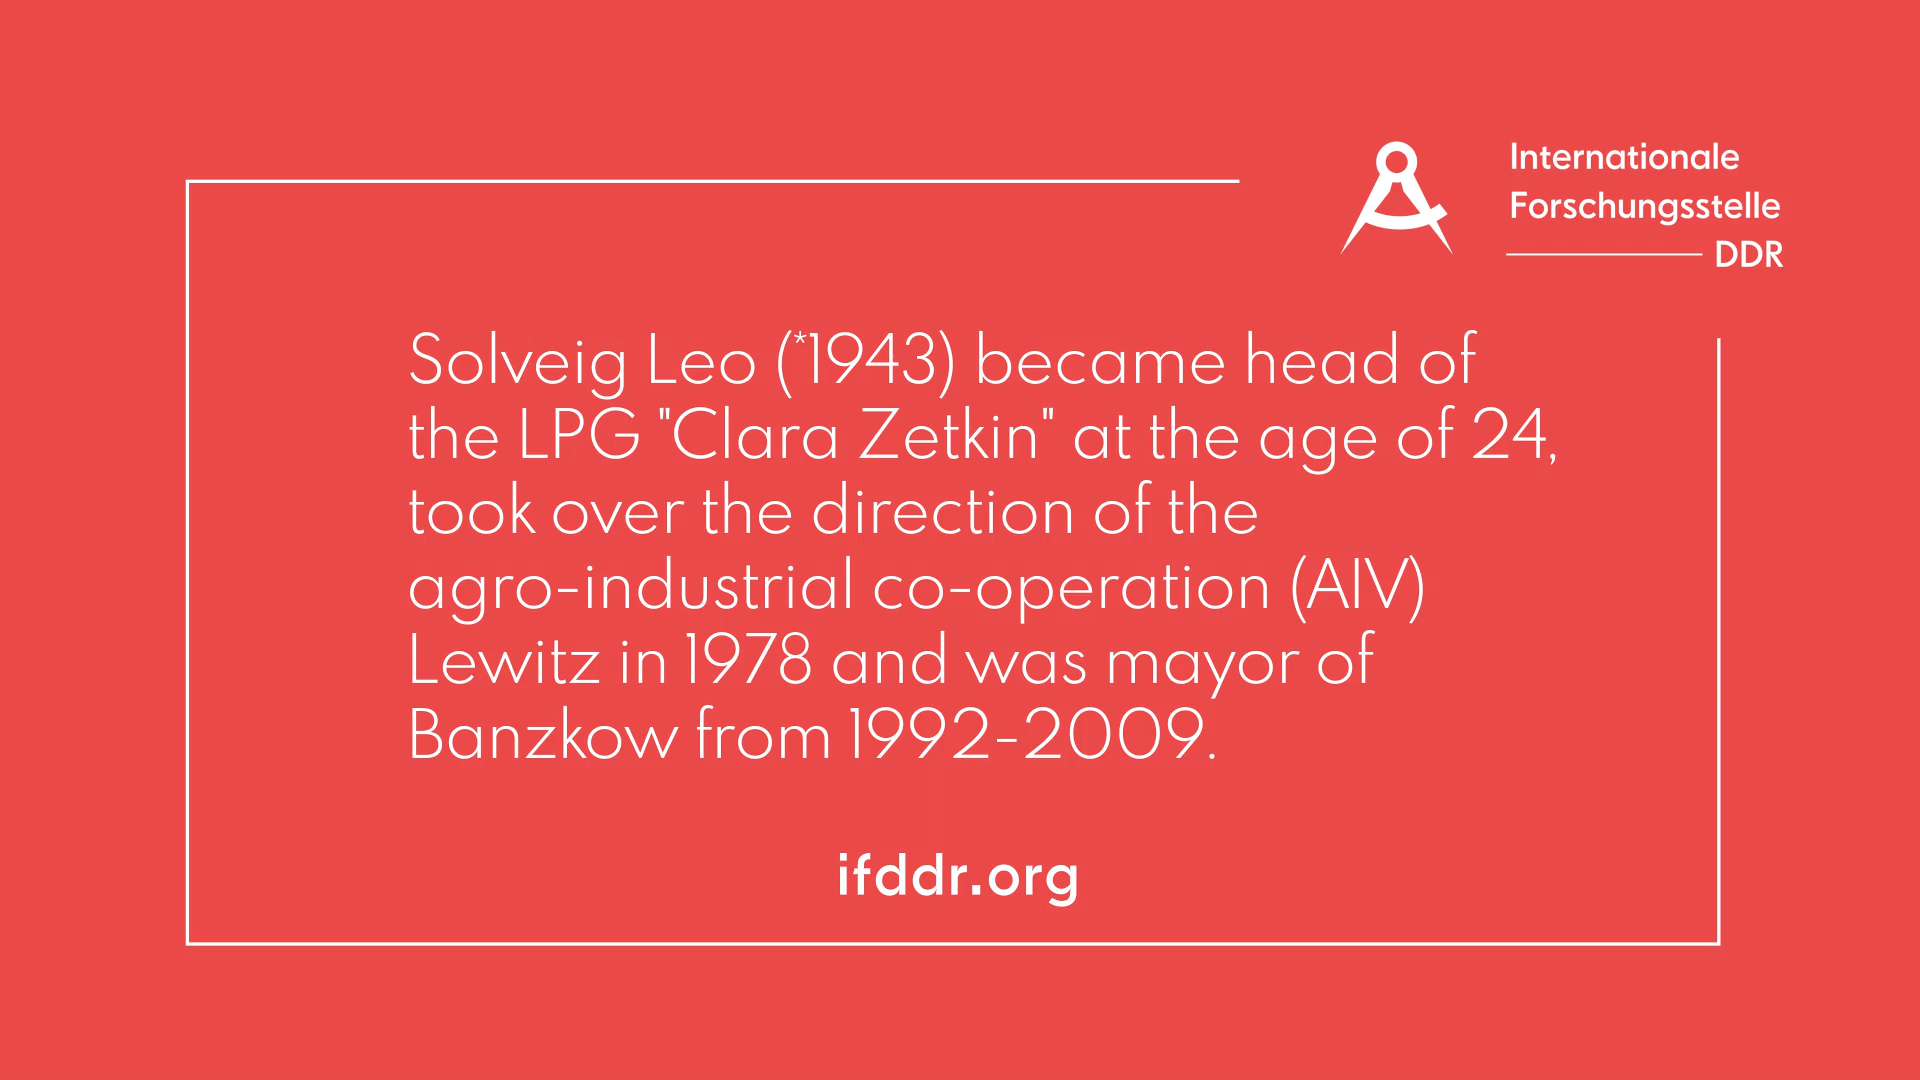 Internationale
Forschungsstelle
DDR
Solveig Leo (*1943) became head of
the LPG "Clara Zetkin" at the age of 24,
took over the direction of the
agro-industrial co-operation (AIV)
Lewitz in 1978 and was mayor of
Banzkow from 1992-2009.
ifddr.org